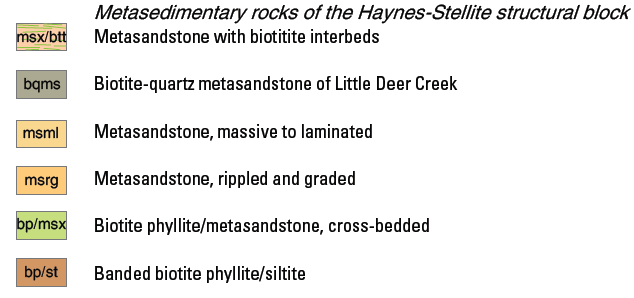 Metasedimentary rocks of the Haynes-Stellite structural block
msx/btt Metasandstone with biotitite interbeds
bqms Biotite-quartz metasandstone of Little Deer Creek
msml Metasandstone, massive to laminated
msrg Metasandstone, rippled and graded
bp/msx Biotite phyllite/metasandstone, cross-bedded
bp/st Banded biotite phyllite/siltite